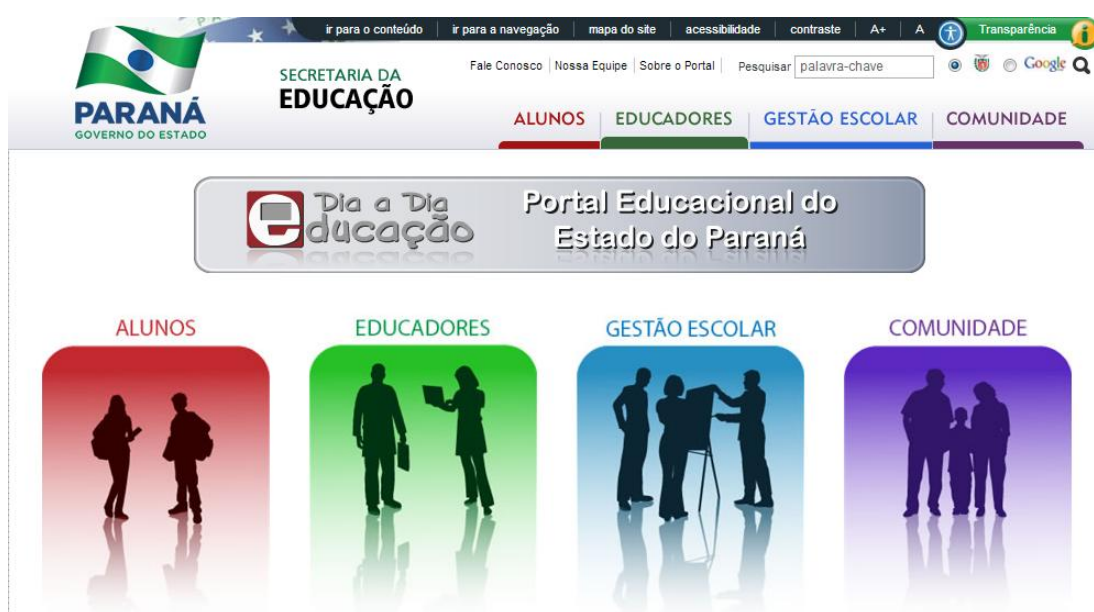 ir para o conteúdo | ir para a navegação | mapa do site | acessibilidade | contraste | A+ | A Transparência i
Fale Conosco | Nossa Equipe | Sobre o Portal | Pesquisar palavra-chave Google
PARANÁ
GOVERNO DO ESTADO
SECRETARIA DA
EDUCAÇÃO
ALUNOS EDUCADORES GESTÃO ESCOLAR COMUNIDADE
Dia a Dia
educação
Portal Educacional do
Estado do Paraná
ALUNOS EDUCADORES GESTÃO ESCOLAR COMUNIDADE